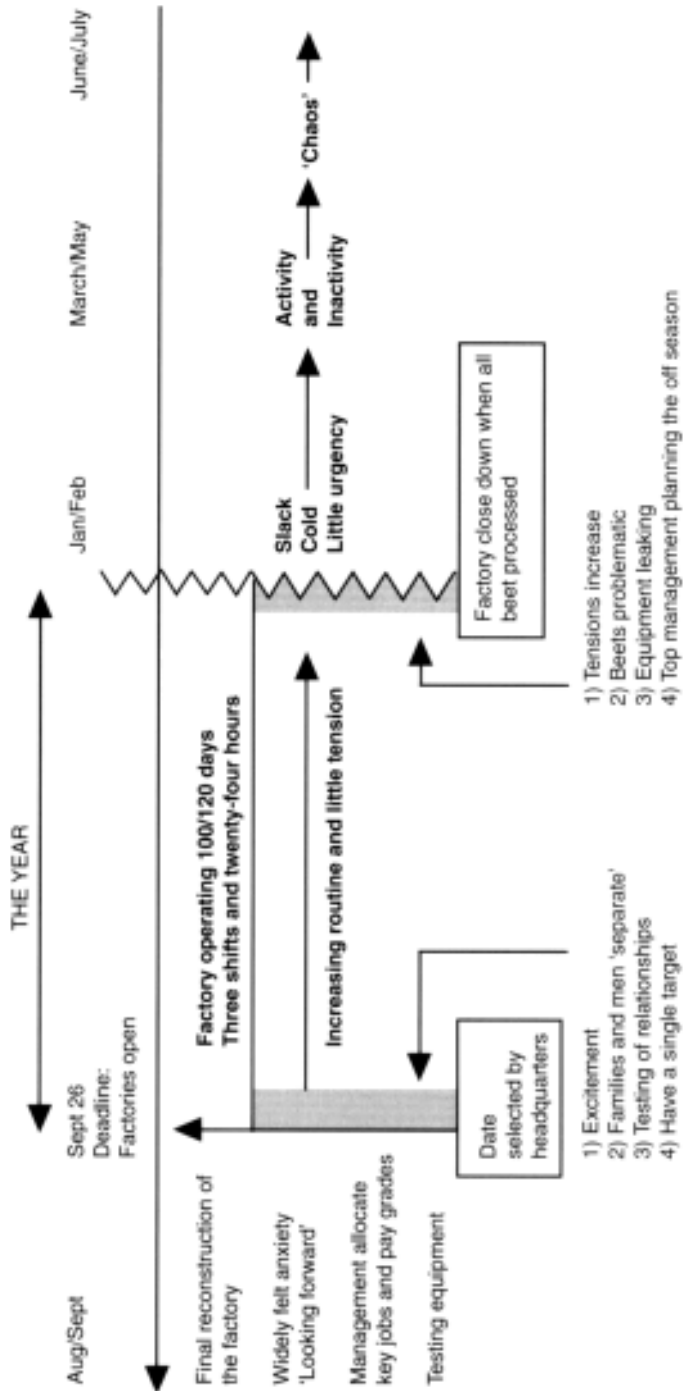 THE YEAR
Aug/Sept
Sept 26
Deadline:
Factories open
Jan/Feb
March/May
June/July
Final reconstruction of
the factory
Widely felt anxiety
'Looking forward'
Management allocate
key jobs and pay grades
Testing equipment
Factory operating 100/120 days
Three shifts and twenty-four hours
Increasing routine and little tension
Slack
Cold
Little urgency
Activity
and
Inactivity
'Chaos'
Date
selected by
headquarters
Factory close down when all
beet processed
1) Excitement
2) Families and men 'separate'
3) Testing of relationships
4) Have a single target
1) Tensions increase
2) Beets problematic
3) Equipment leaking
4) Top management planning the off season